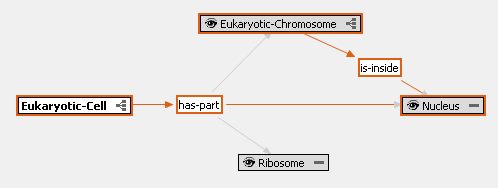 Eukaryotic-Chromosome
is-inside
Eukaryotic-Cell
has-part
Nucleus
Ribosome